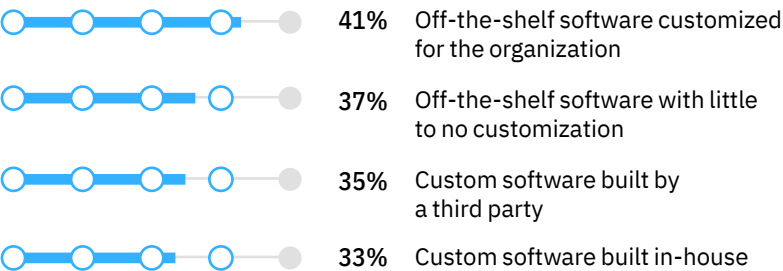 41% Off-the-shelf software customized
for the organization
37% Off-the-shelf software with little
to no customization
35% Custom software built by
a third party
33% Custom software built in-house